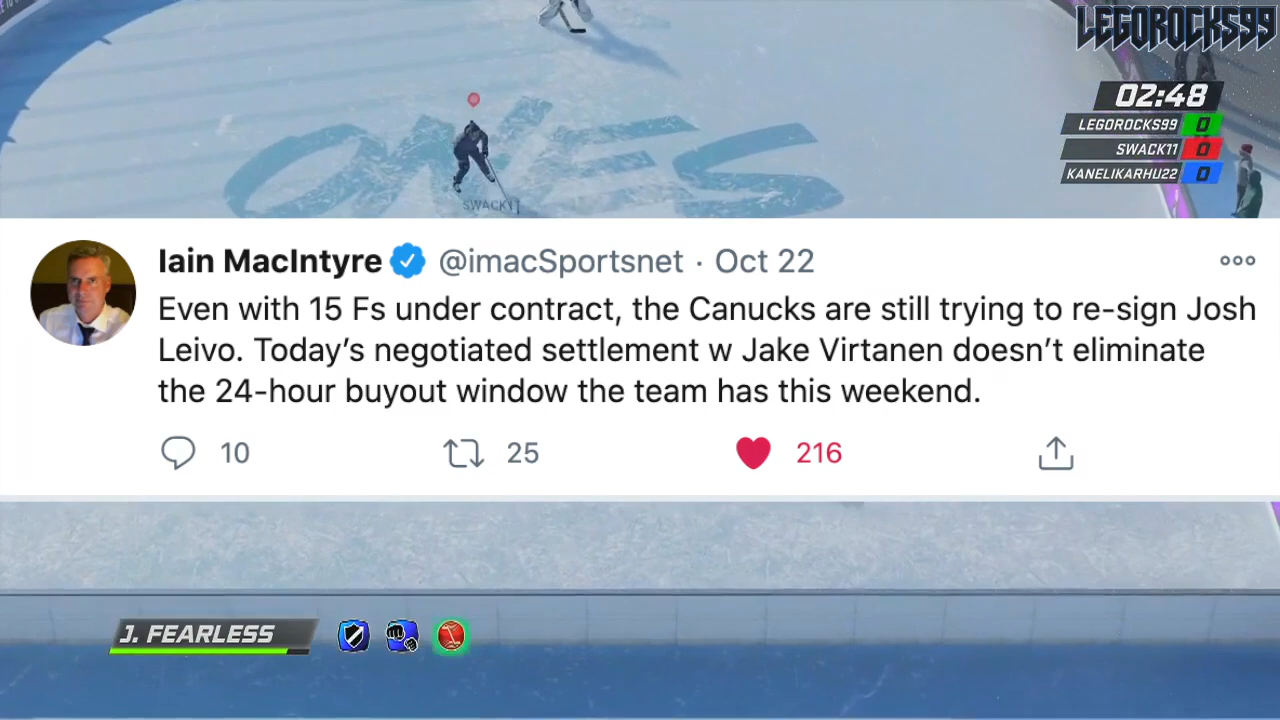 LEGOROCKS99
02:48
LEGOROCKS99 0
SWACK11 0
KANELIKARHU22 0
ONES
SWACK11
Iain MacIntyre @imacSportsnet · Oct 22
Even with 15 Fs under contract, the Canucks are still trying to re-sign Josh
Leivo. Today’s negotiated settlement w Jake Virtanen doesn’t eliminate
the 24-hour buyout window the team has this weekend.
10 25 216
J. FEARLESS